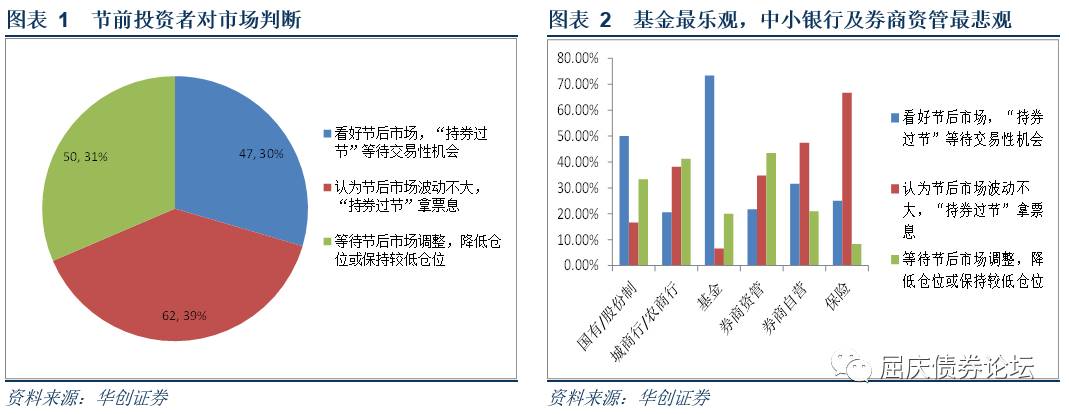 图表 1 节前投资者对市场判断
47, 30%
62, 39%
50, 31%
看好节后市场，“持券过
节”等待交易性机会
认为节后市场波动不大，
“持券过节”拿票息
等待节后市场调整，降低仓
位或保持较低仓位
资料来源：华创证券
图表 2 基金最乐观，中小银行及券商资管最悲观
80.00%
70.00%
60.00%
50.00%
40.00%
30.00%
20.00%
10.00%
0.00%
国有/股份制
城商行/农商行
基金
券商资管
券商自营
保险
看好节后市场，“持券
过节”等待交易性机会
认为节后市场波动不
大，“持券过节”拿票
息
等待节后市场调整，降
低仓位或保持较低仓位
资料来源：华创证券
屈庆债券论坛